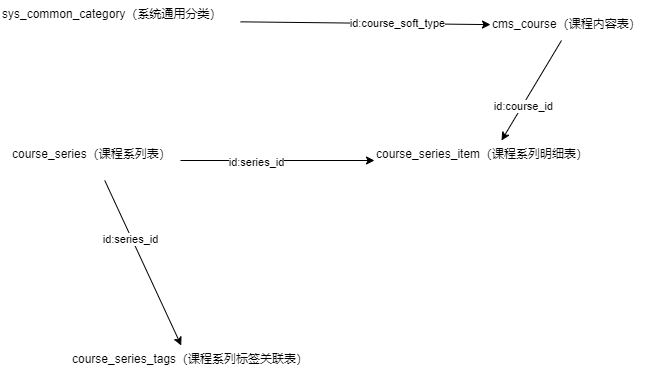 sys_common_category（系统通用分类）
id:course_soft_type
cms_course（课程内容表）
id:course_id
course_series（课程系列表）
id:series_id
course_series_item（课程系列明细表）
id:series_id
course_series_tags（课程系列标签关联表）